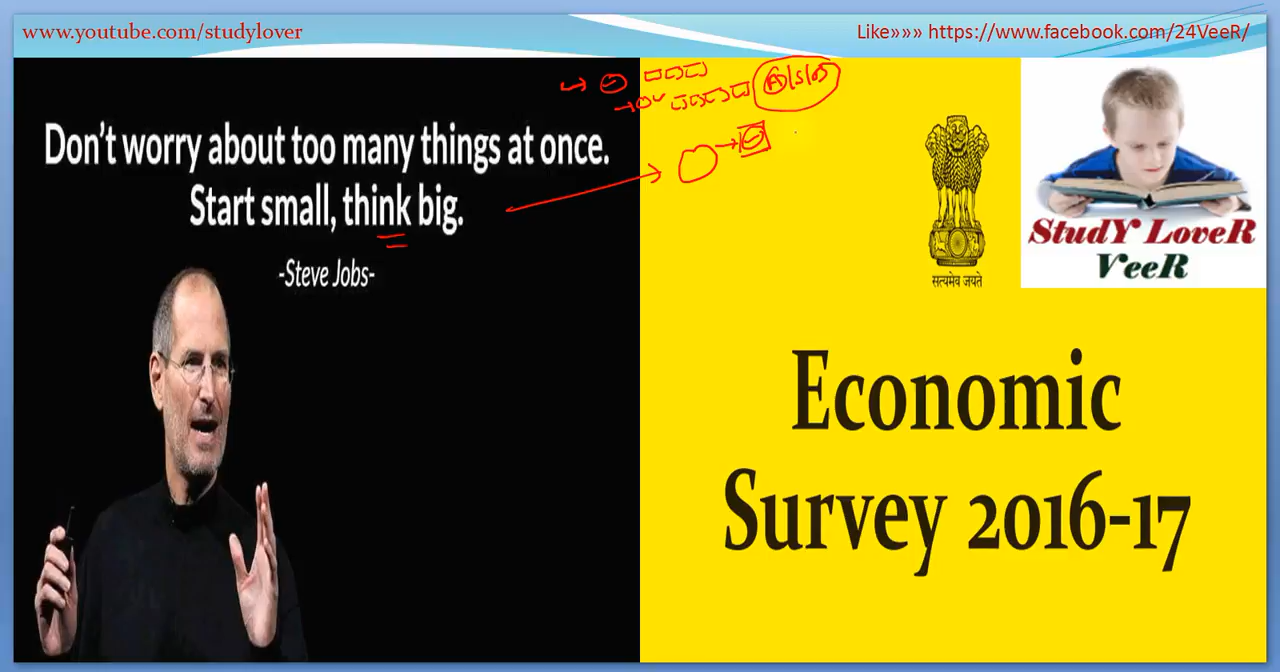 www.youtube.com/studylover
Like»»» https://www.facebook.com/24VeeR/
Don't worry about too many things at once.
Start small, think big.
-Steve Jobs-
सत्यमेव जयते
StudY LoveR
VeeR
Economic
Survey 2016-17